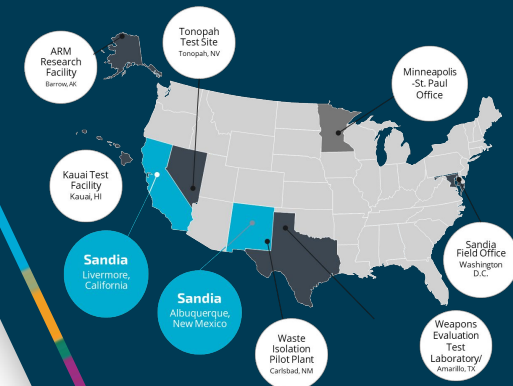 ARM
Research
Facility
Barrow, AK
Tonopah
Test Site
Tonopah, NV
Minneapolis
-St. Paul
Office
Kauai Test
Facility
Kauai, HI
Sandia
Livermore,
California
Sandia
Albuquerque,
New Mexico
Waste
Isolation
Pilot Plant
Carlsbad, NM
Sandia
Field Office
Washington
D.C.
Weapons
Evaluation
Test
Laboratory/
Amarillo, TX